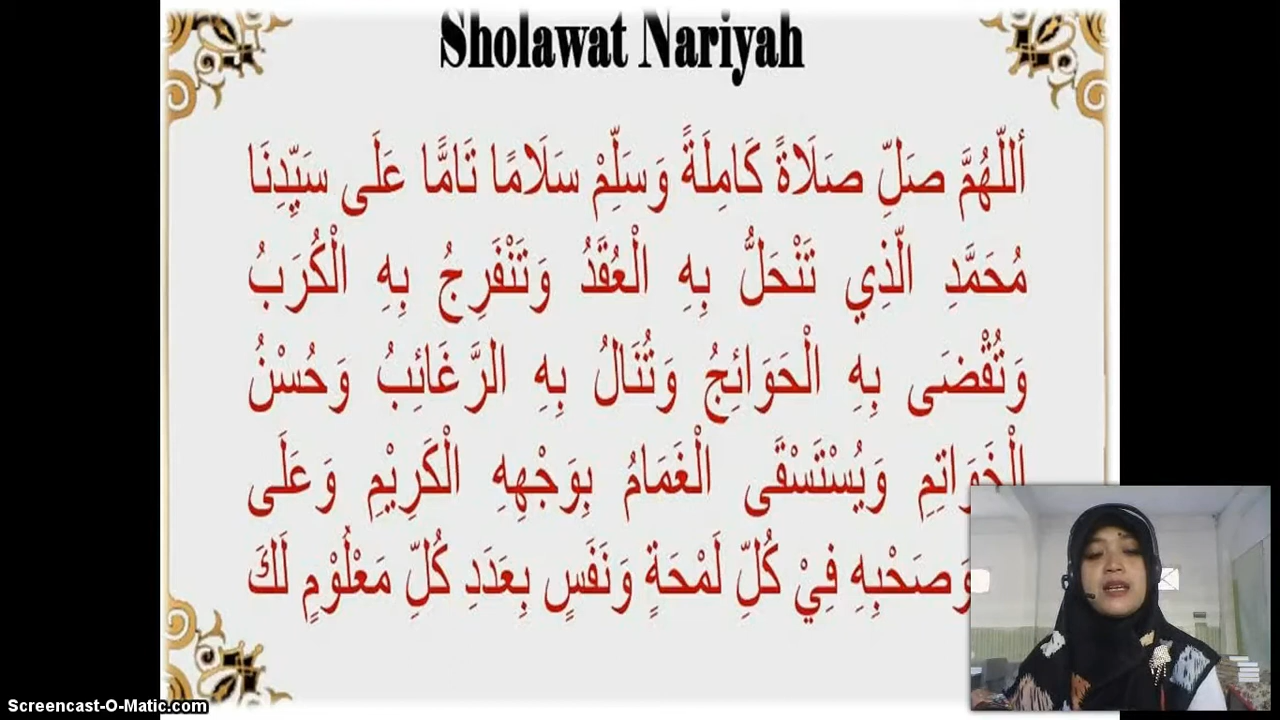 Sholawat Nariyah
أللّهُمَّ صَلِّ صَلَاةً كَامِلَةً وَسَلِّمْ سَلَامًا تَامًّا عَلَى سَيِّدِنَا
مُحَمَّدِ الّذِي تَنْحَلُّ بِهِ الْعُقَدُ وَتَنْفَرِجُ بِهِ الْكُرَبُ
وَتُقْضَى بِهِ الْحَوَائِجُ وَتُنَالُ بِهِ الرَّغَائِبُ وَحُسْنُ
الْخَوَاتِمِ وَيُسْتَسْقَى الْغَمَامُ بِوَجْهِهِ الْكَرِيْمِ وَعَلَى
وَصَحْبِهِ فِيْ كُلِّ لَمْحَةٍ وَنَفَسٍ بِعَدَدِ كُلِّ مَعْلُوْمٍ لَكَ
Screencast-O-Matic.com